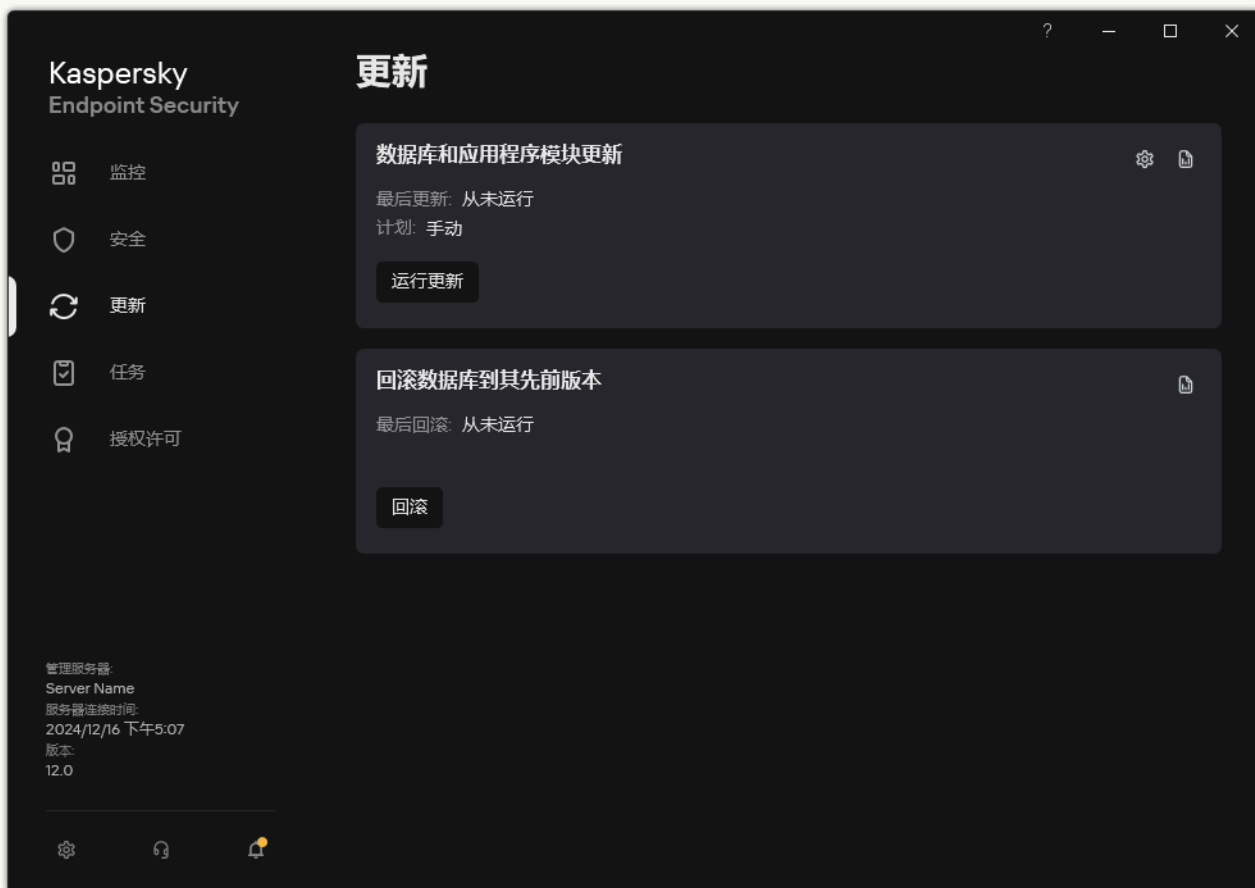 ?
Kaspersky
Endpoint Security
监控
安全
更新
任务
授权许可
管理服务器:
Server Name
服务器连接时间:
2024/12/16 下午5:07
版本:
12.0
更新
数据库和应用程序模块更新
最后更新: 从未运行
计划: 手动
运行更新
回滚数据库到其先前版本
最后回滚: 从未运行
回滚